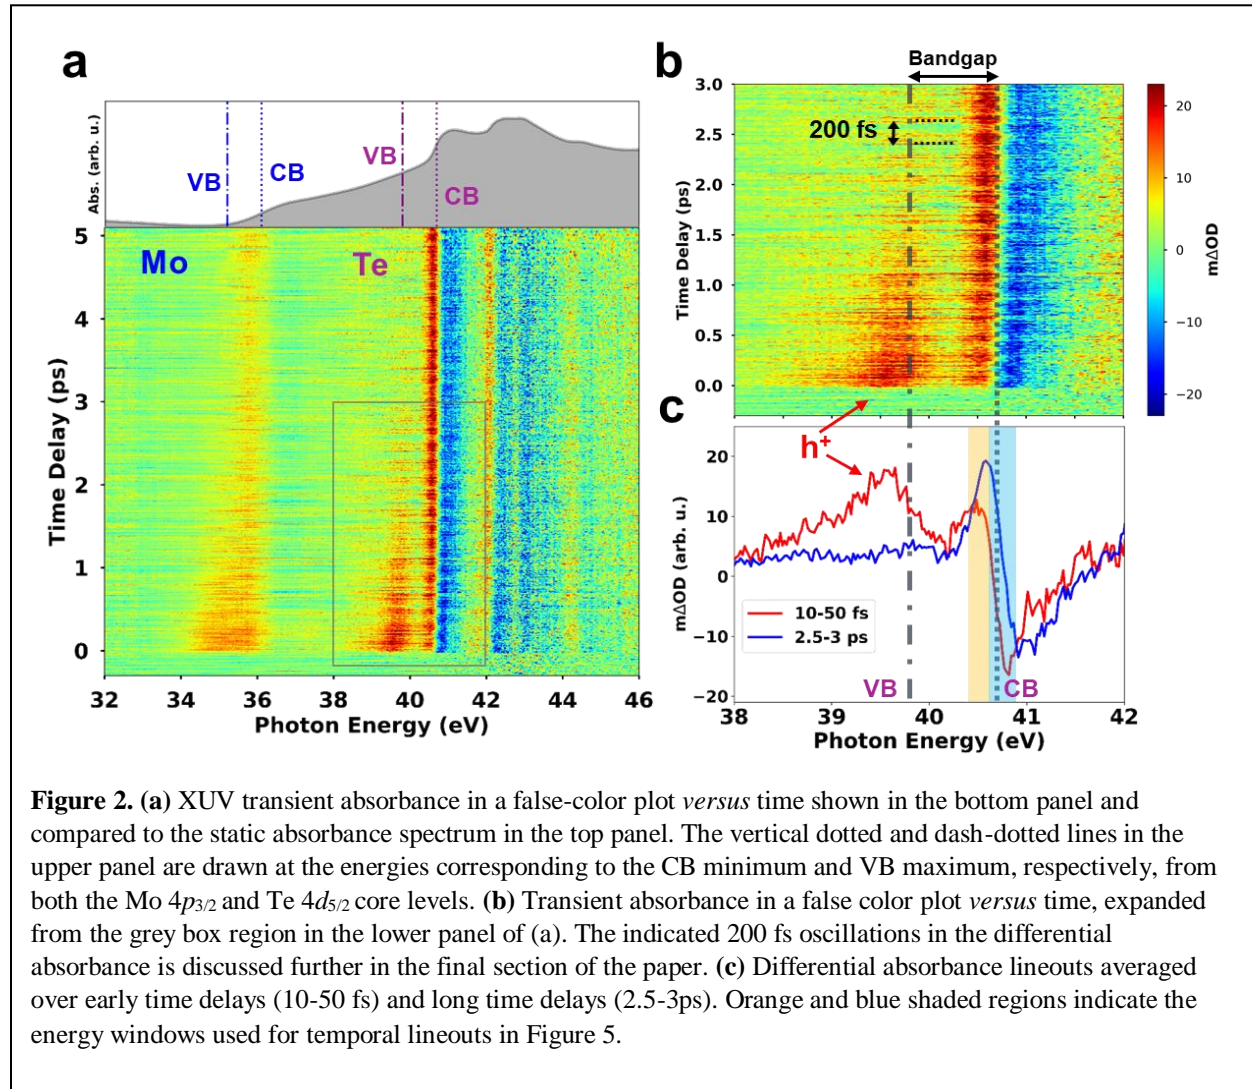 a
Abs. (arb. u.)
VB
CB
VB
CB
Mo
Te
Time Delay (ps)
5
4
3
2
1
0
32 34 36 38 40 42 44 46
Photon Energy (eV)
b
Bandgap
200 fs
Time Delay (ps)
3.0
2.5
2.0
1.5
1.0
0.5
0.0
20
10
0
−10
−20
mΔOD
c
h+
mΔOD (arb. u.)
20
10
0
−10
−20
10-50 fs
2.5-3 ps
VB
CB
38 39 40 41 42
Photon Energy (eV)
Figure 2. (a) XUV transient absorbance in a false-color plot versus time shown in the bottom panel and
compared to the static absorbance spectrum in the top panel. The vertical dotted and dash-dotted lines in the
upper panel are drawn at the energies corresponding to the CB minimum and VB maximum, respectively, from
both the Mo 4p3/2 and Te 4d5/2 core levels. (b) Transient absorbance in a false color plot versus time, expanded
from the grey box region in the lower panel of (a). The indicated 200 fs oscillations in the differential
absorbance is discussed further in the final section of the paper. (c) Differential absorbance lineouts averaged
over early time delays (10-50 fs) and long time delays (2.5-3ps). Orange and blue shaded regions indicate the
energy windows used for temporal lineouts in Figure 5.